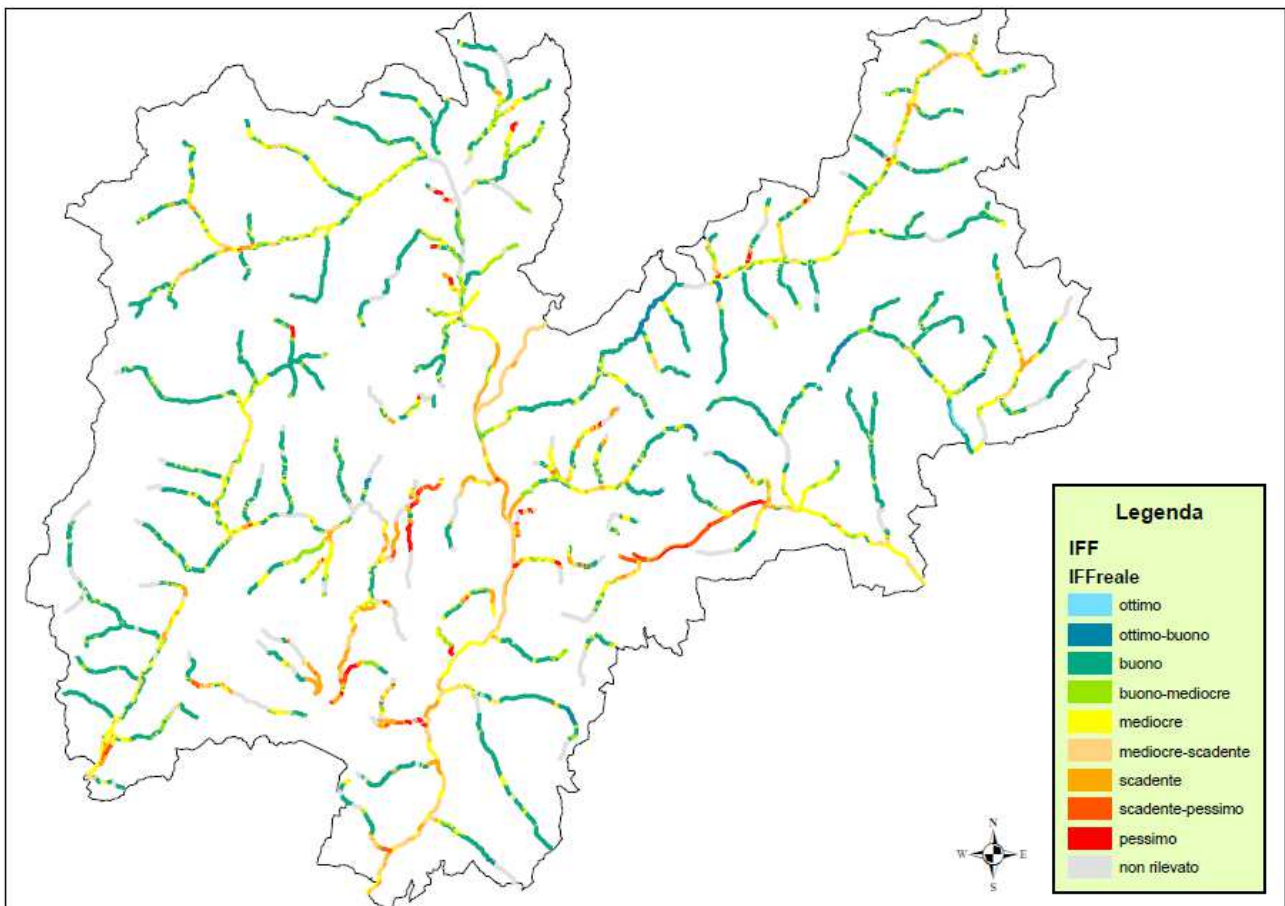 Legenda
IFF
IFFreale
ottimo
ottimo-buono
buono
buono-mediocre
mediocre
mediocre-scadente
scadente
scadente-pessimo
pessimo
non rilevato
N
W E
S